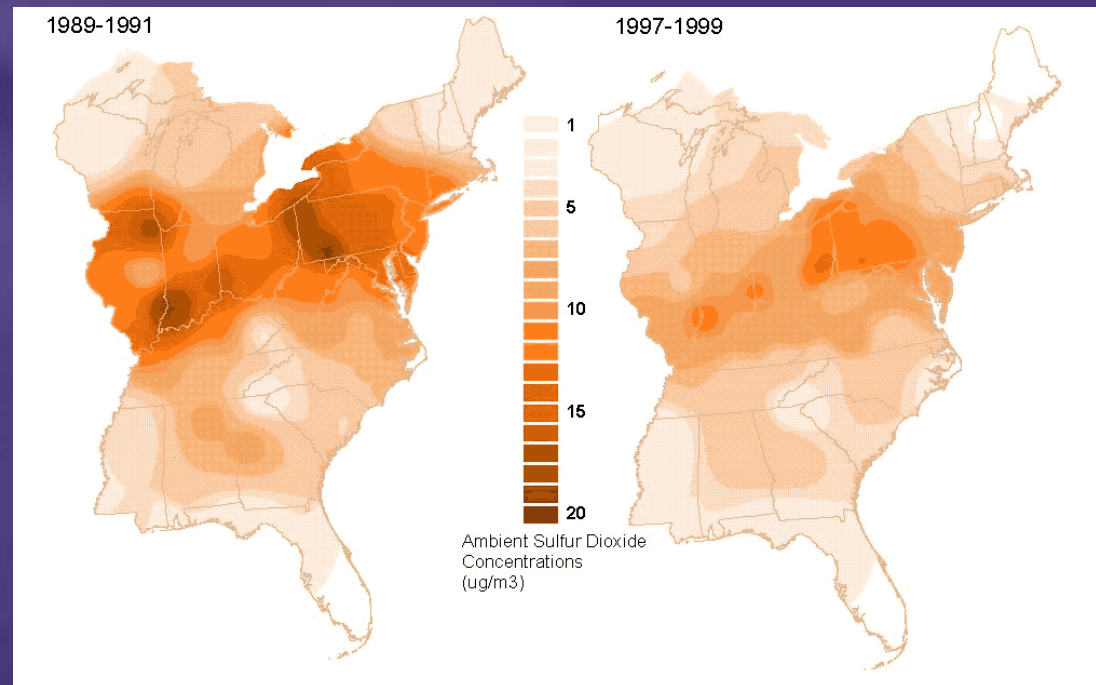 1989-1991
1997-1999
1
5
10
15
20
Ambient Sulfur Dioxide
Concentrations
(ug/m3)